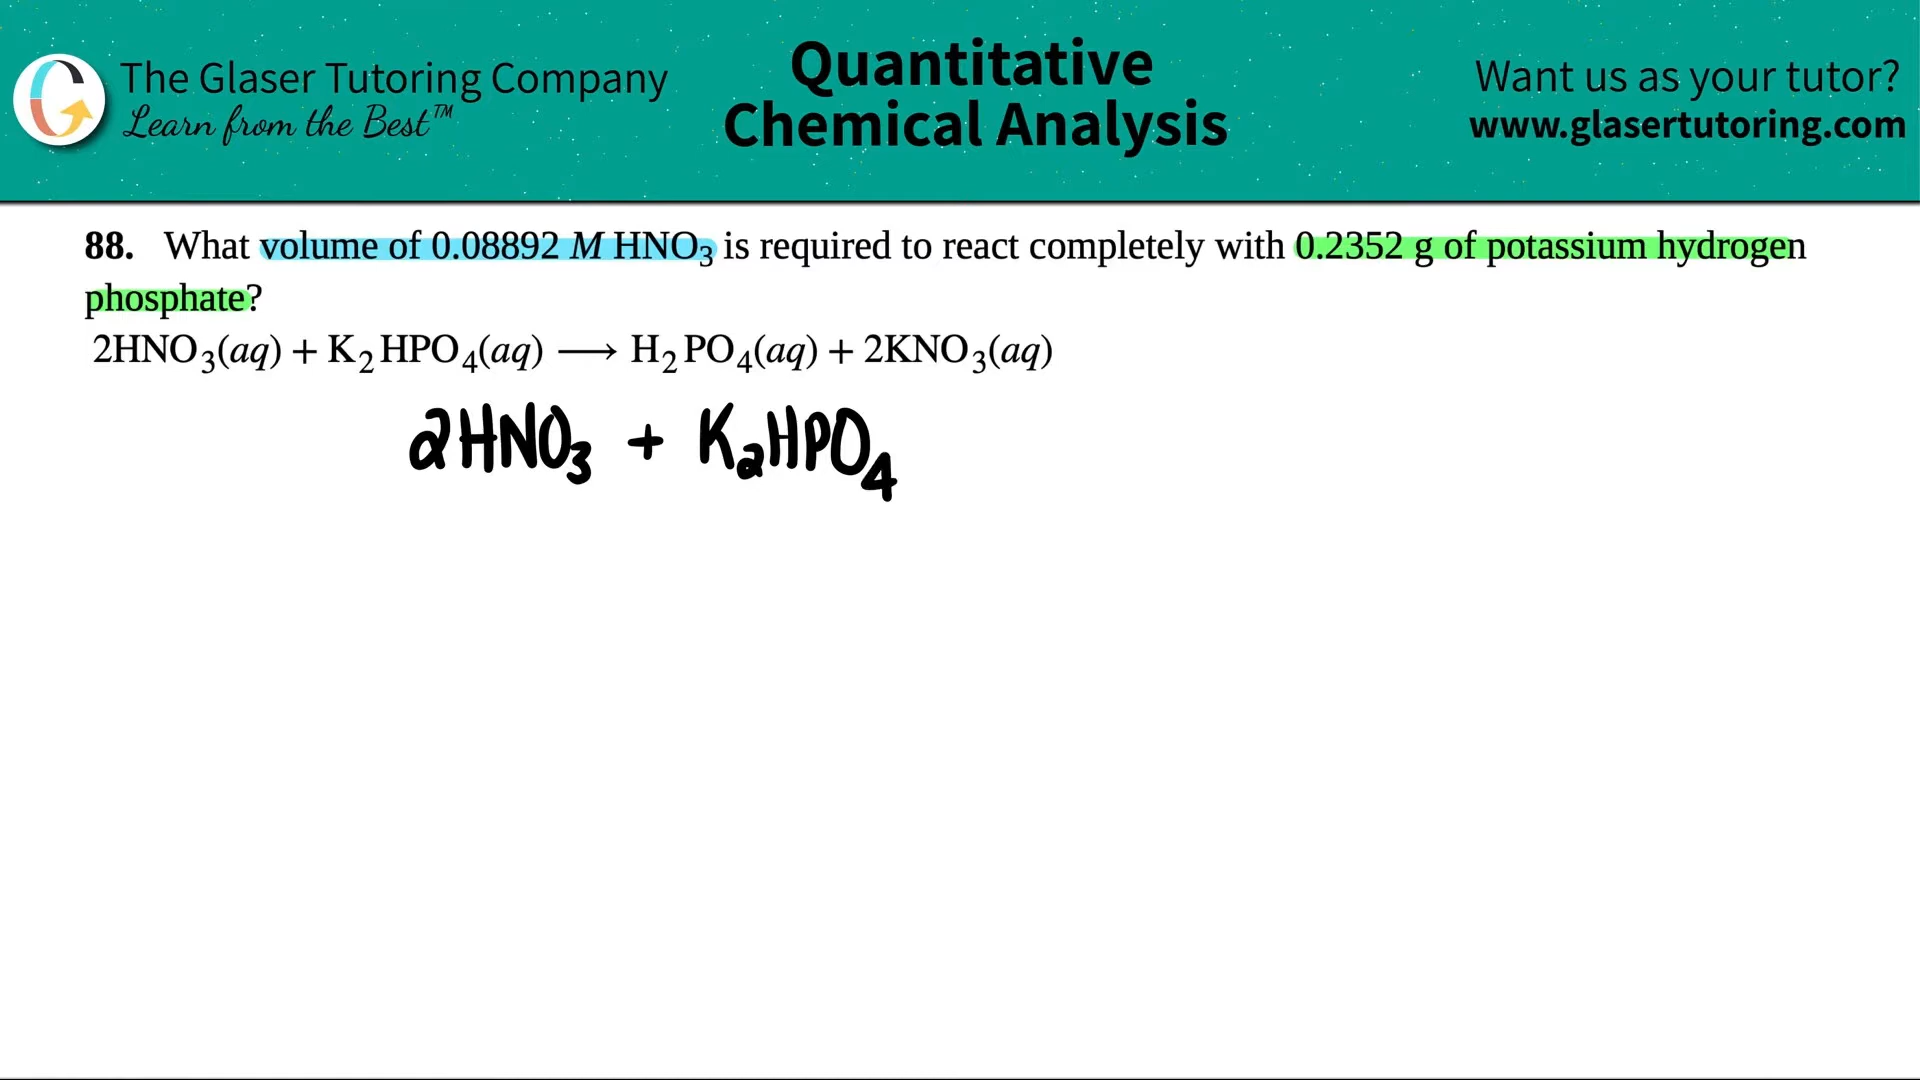 The Glaser Tutoring Company
Learn from the Best™
Quantitative
Chemical Analysis
Want us as your tutor?
www.glasertutoring.com
88. What volume of 0.08892 M HNO₃ is required to react completely with 0.2352 g of potassium hydrogen
phosphate?
2HNO₃(aq) + K₂HPO₄(aq) ⟶ H₂PO₄(aq) + 2KNO₃(aq)
2HNO₃ + K₂HPO₄